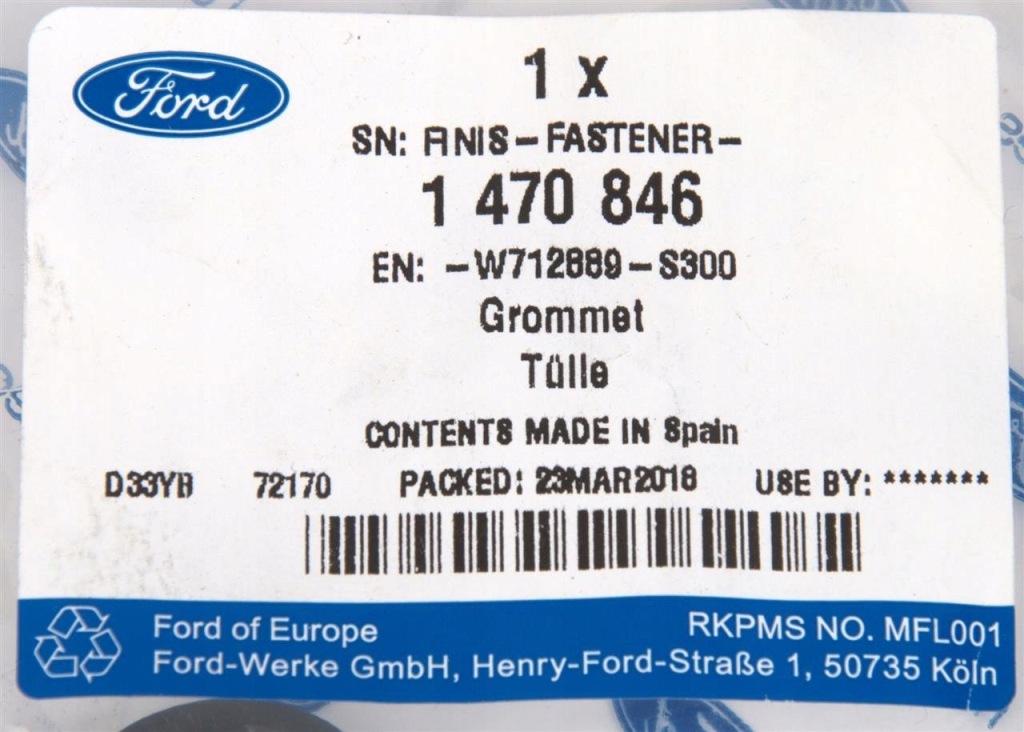 Ford
1 x
SN: FINIS-FASTENER-
1 470 846
EN: -W712889-S300
Grommet
Tülle
CONTENTS MADE IN Spain
D33YB 72170 PACKED: 23MAR2018 USE BY: *******
Ford of Europe
RKPMS NO. MFL001
Ford-Werke GmbH, Henry-Ford-Straße 1, 50735 Köln